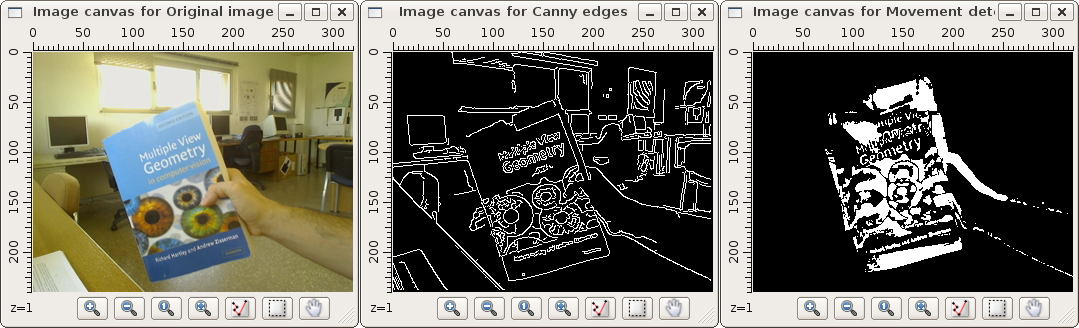 Image canvas for Original image
0 50 100 150 200 250 300
0
50
100
150
200
Multiple View
Geometry
in computer vision
Richard Hartley and Andrew Zisserman
z=1
Image canvas for Canny edges
0 50 100 150 200 250 300
0
50
100
150
200
Multiple View
Geometry
z=1
Image canvas for Movement det
0 50 100 150 200 250 300
0
50
100
150
200
Geometry
z=1